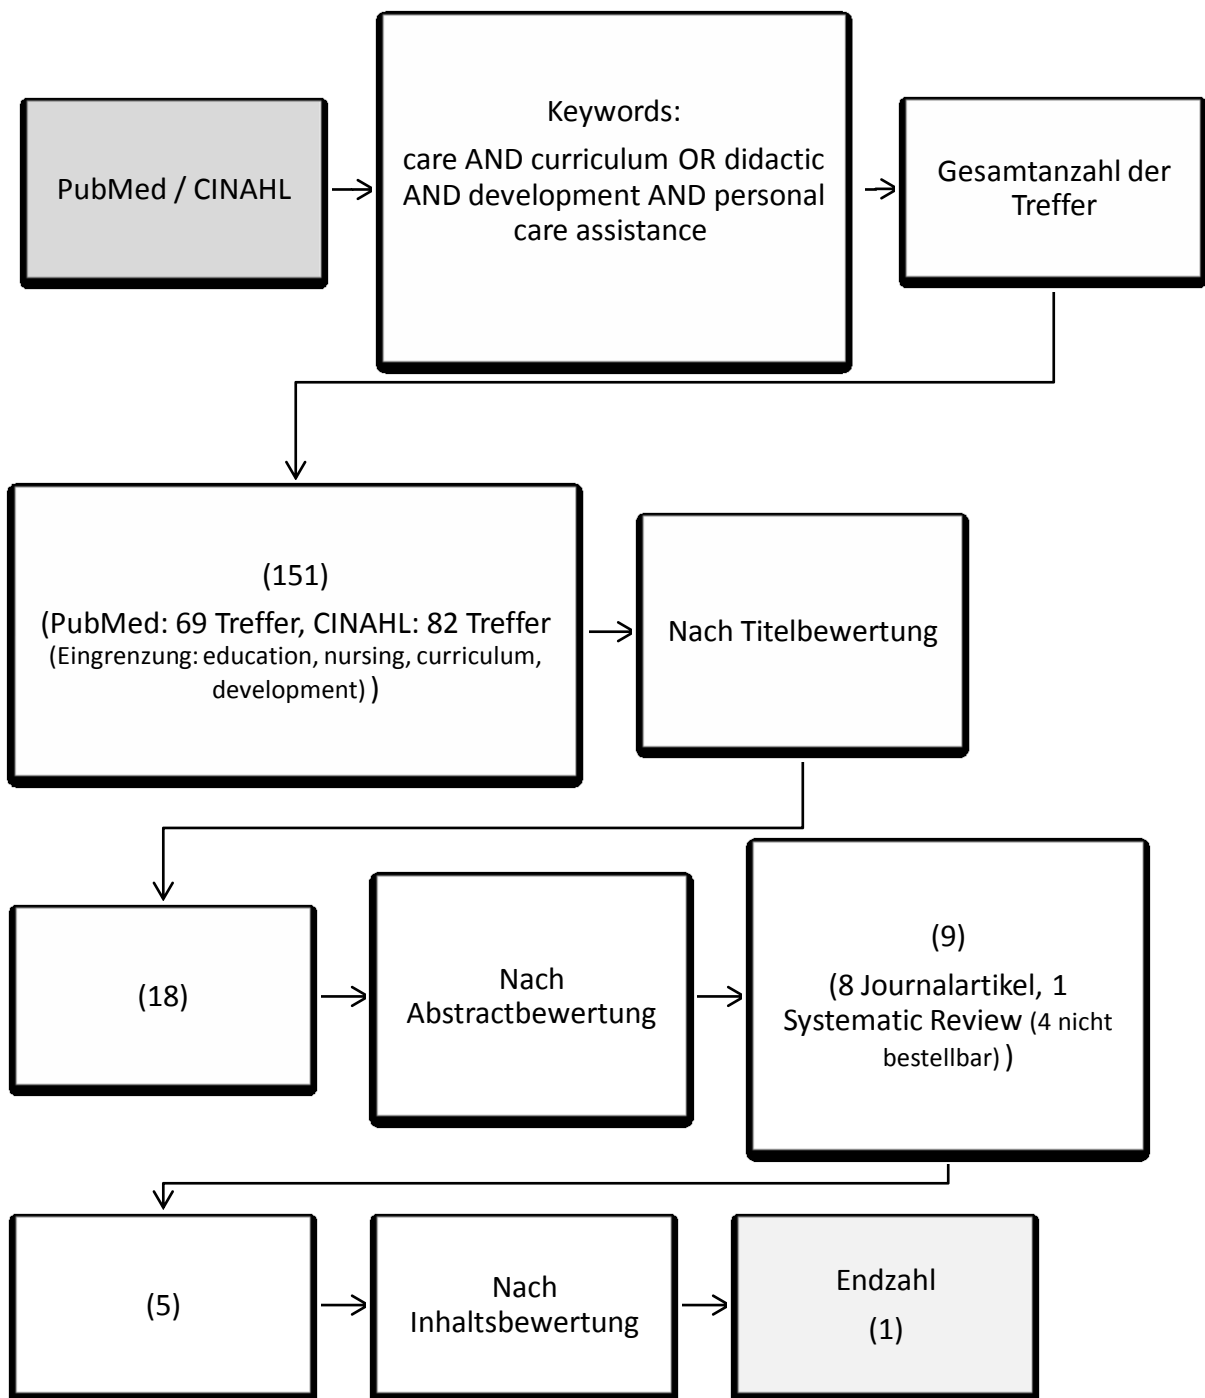 PubMed / CINAHL
Keywords:
care AND curriculum OR didactic
AND development AND personal
care assistance
Gesamtanzahl der
Treffer
(151)
(PubMed: 69 Treffer, CINAHL: 82 Treffer
(Eingrenzung: education, nursing, curriculum,
development) )
Nach Titelbewertung
(18)
Nach
Abstractbewertung
(9)
(8 Journalartikel, 1
Systematic Review (4 nicht
bestellbar) )
(5)
Nach
Inhaltsbewertung
Endzahl
(1)